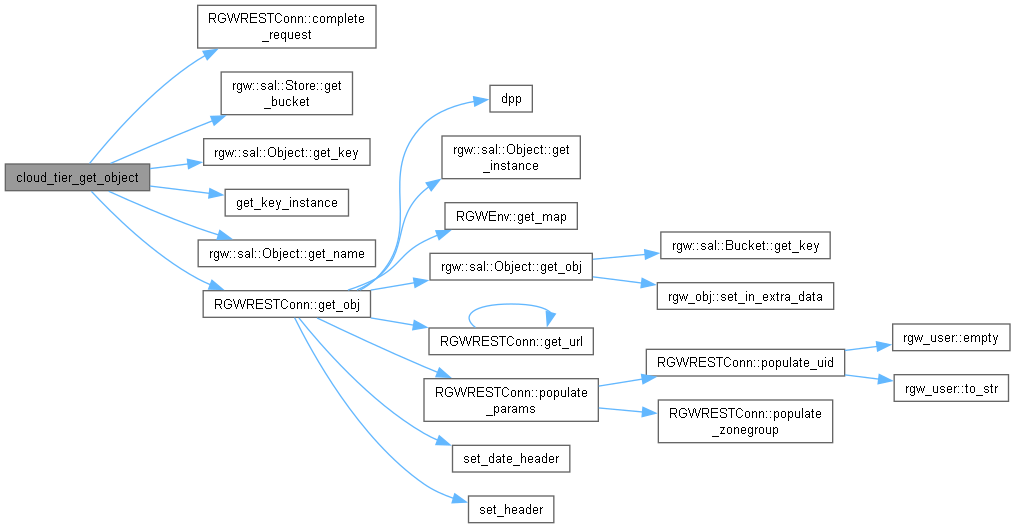 RGWRESTConn::complete
_request
rgw::sal::Store::get
_bucket
rgw::sal::Object::get_key
cloud_tier_get_object
get_key_instance
rgw::sal::Object::get_name
RGWRESTConn::get_obj
dpp
rgw::sal::Object::get
_instance
RGWEnv::get_map
rgw::sal::Object::get_obj
RGWRESTConn::get_url
RGWRESTConn::populate
_params
set_date_header
set_header
rgw::sal::Bucket::get_key
rgw_obj::set_in_extra_data
RGWRESTConn::populate_uid
RGWRESTConn::populate
_zonegroup
rgw_user::empty
rgw_user::to_str